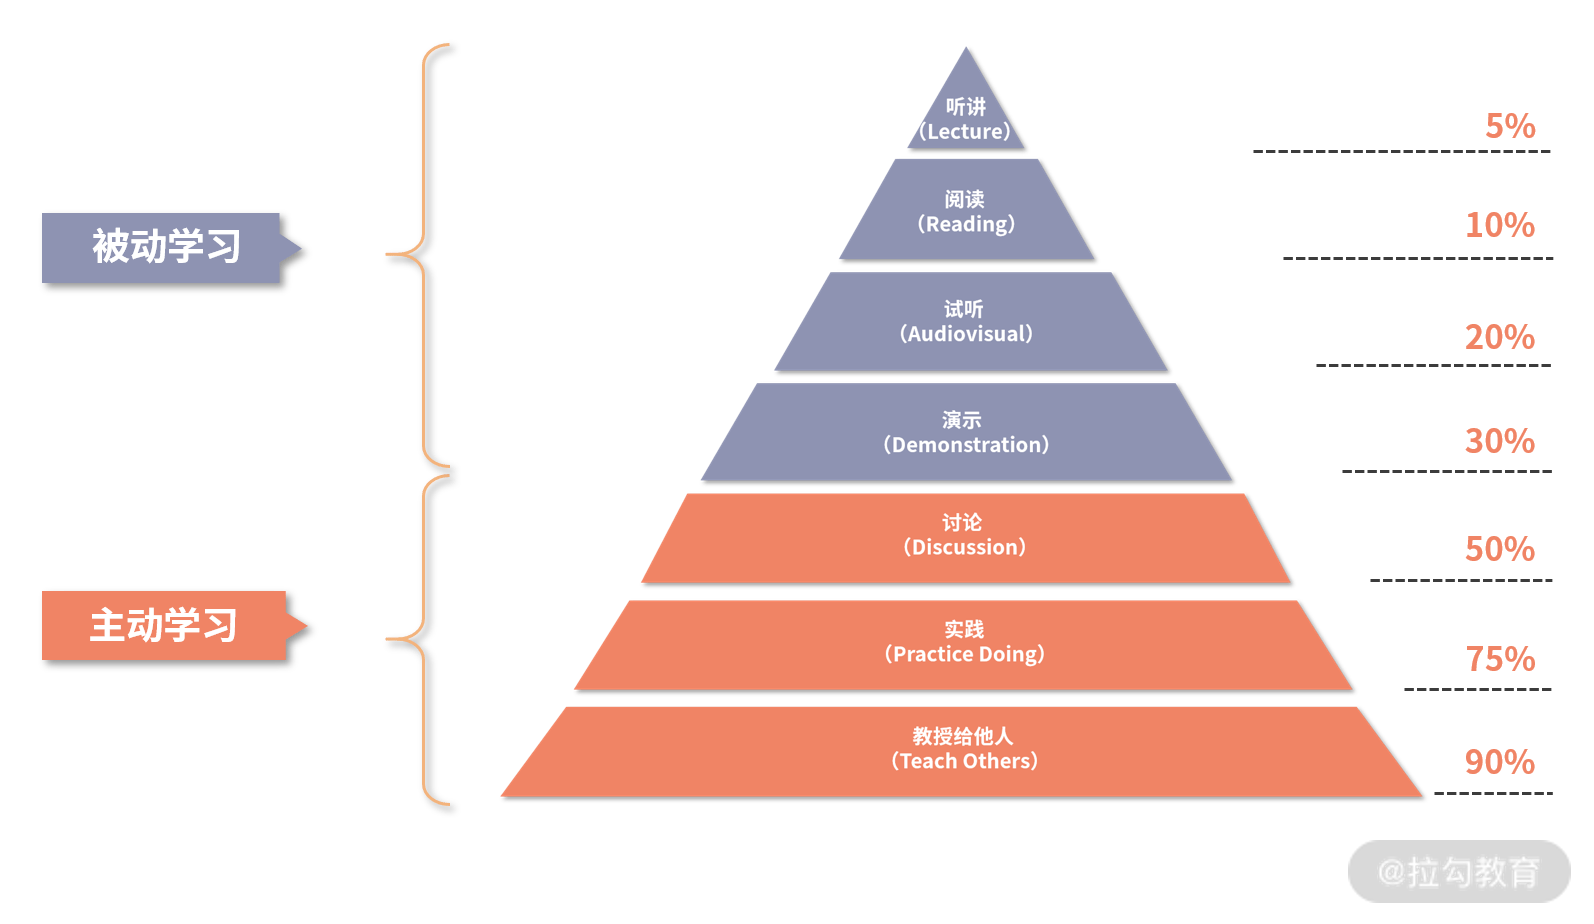 听讲
（Lecture）
5%
阅读
（Reading）
10%
被动学习
试听
（Audiovisual）
20%
演示
（Demonstration）
30%
讨论
（Discussion）
50%
主动学习
实践
（Practice Doing）
75%
教授给他人
（Teach Others）
90%
@拉勾教育